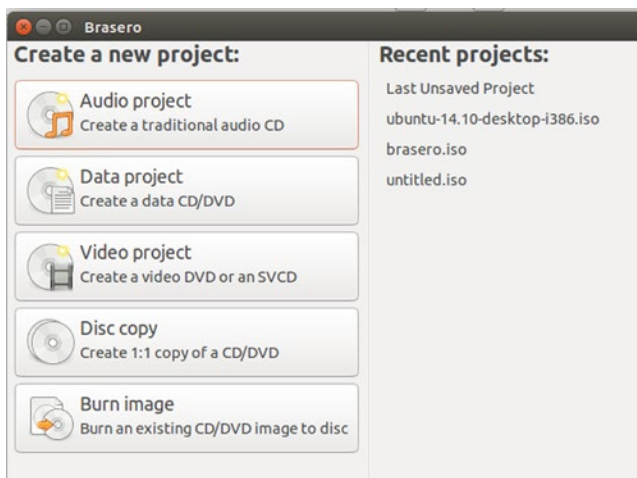 Brasero
Create a new project:
Audio project
Create a traditional audio CD
Data project
Create a data CD/DVD
Video project
Create a video DVD or an SVCD
Disc copy
Create 1:1 copy of a CD/DVD
Burn image
Burn an existing CD/DVD image to disc
Recent projects:
Last Unsaved Project
ubuntu-14.10-desktop-i386.iso
brasero.iso
untitled.iso